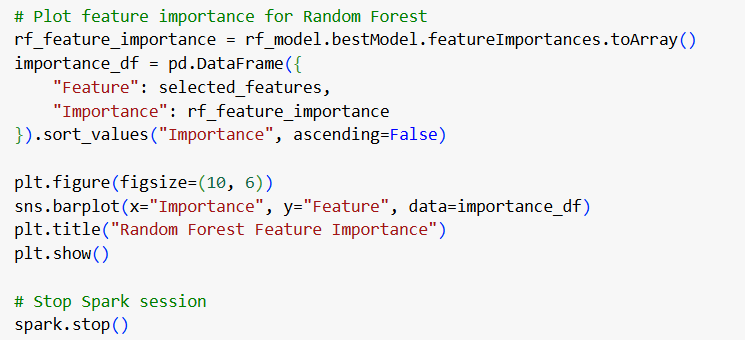 # Plot feature importance for Random Forest
rf_feature_importance = rf_model.bestModel.featureImportances.toArray()
importance_df = pd.DataFrame({
    "Feature": selected_features,
    "Importance": rf_feature_importance
}).sort_values("Importance", ascending=False)

plt.figure(figsize=(10, 6))
sns.barplot(x="Importance", y="Feature", data=importance_df)
plt.title("Random Forest Feature Importance")
plt.show()

# Stop Spark session
spark.stop()